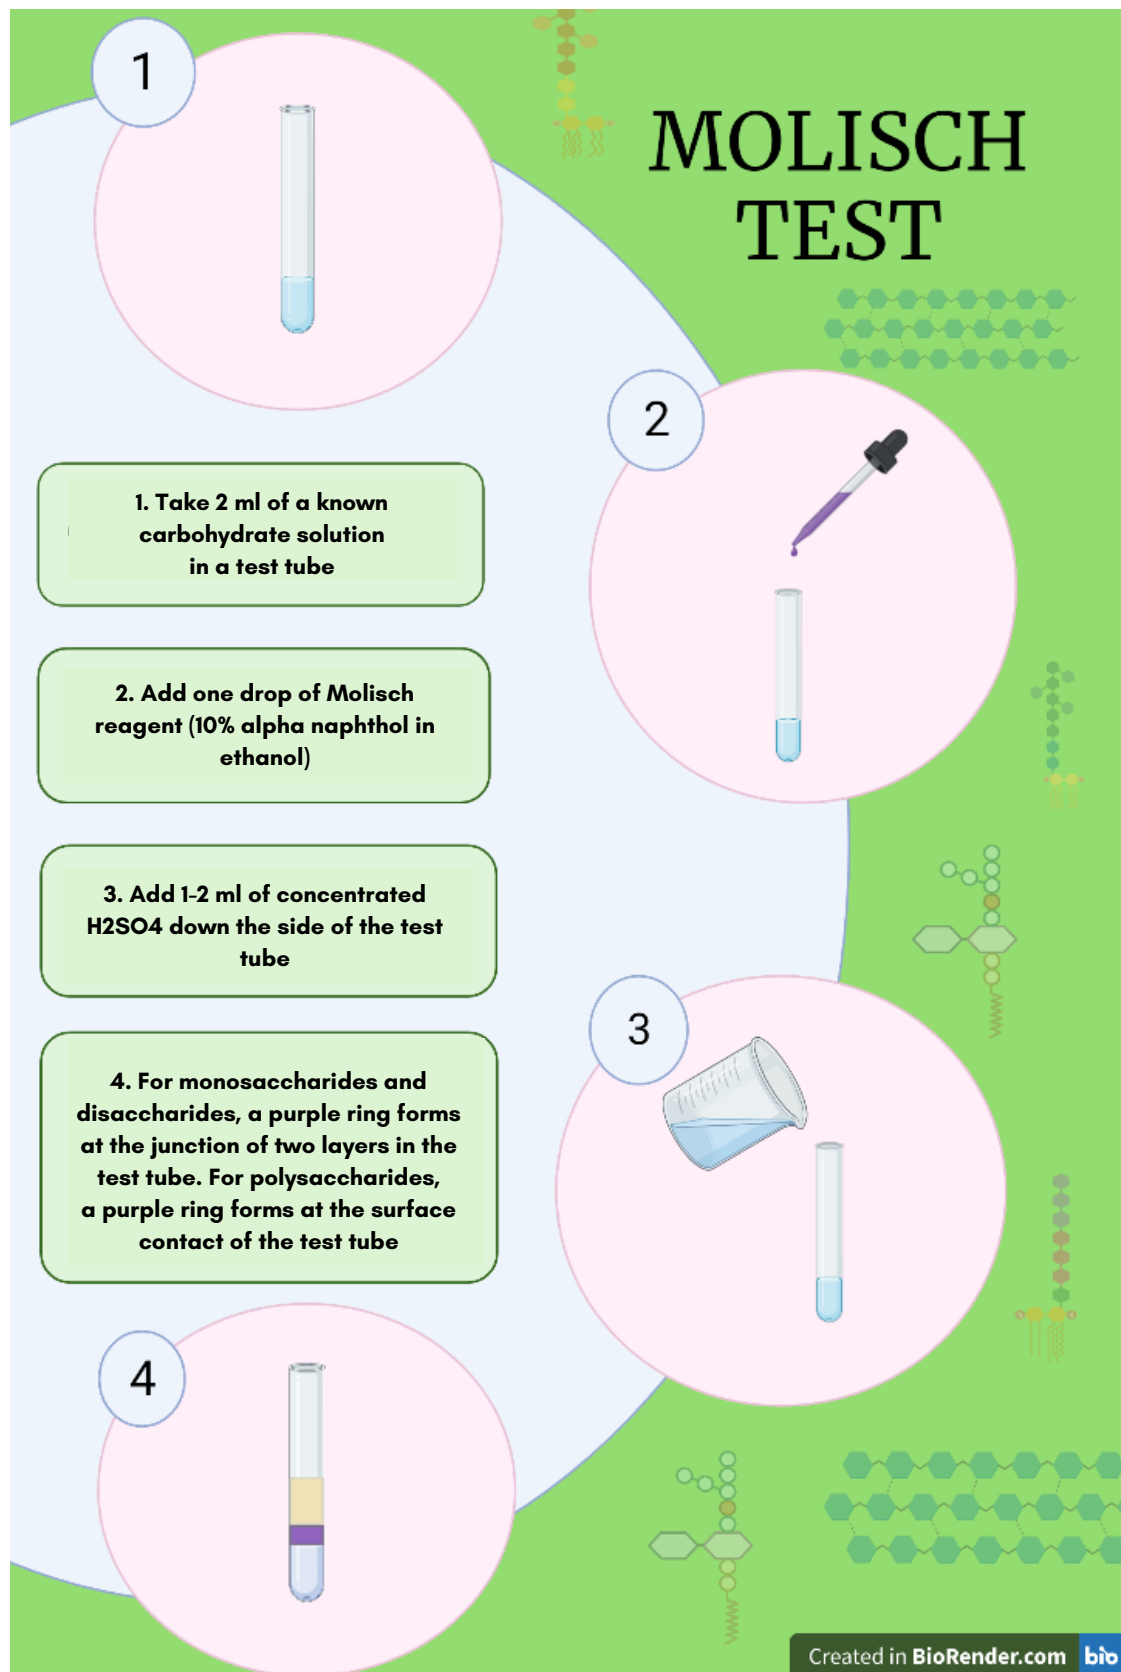 1
MOLISCH
TEST
2
1. Take 2 ml of a known
carbohydrate solution
in a test tube
2. Add one drop of Molisch
reagent (10% alpha naphthol in
ethanol)
3. Add 1-2 ml of concentrated
H2SO4 down the side of the test
tube
3
4. For monosaccharides and
disaccharides, a purple ring forms
at the junction of two layers in the
test tube. For polysaccharides,
a purple ring forms at the surface
contact of the test tube
4
Created in BioRender.com bio